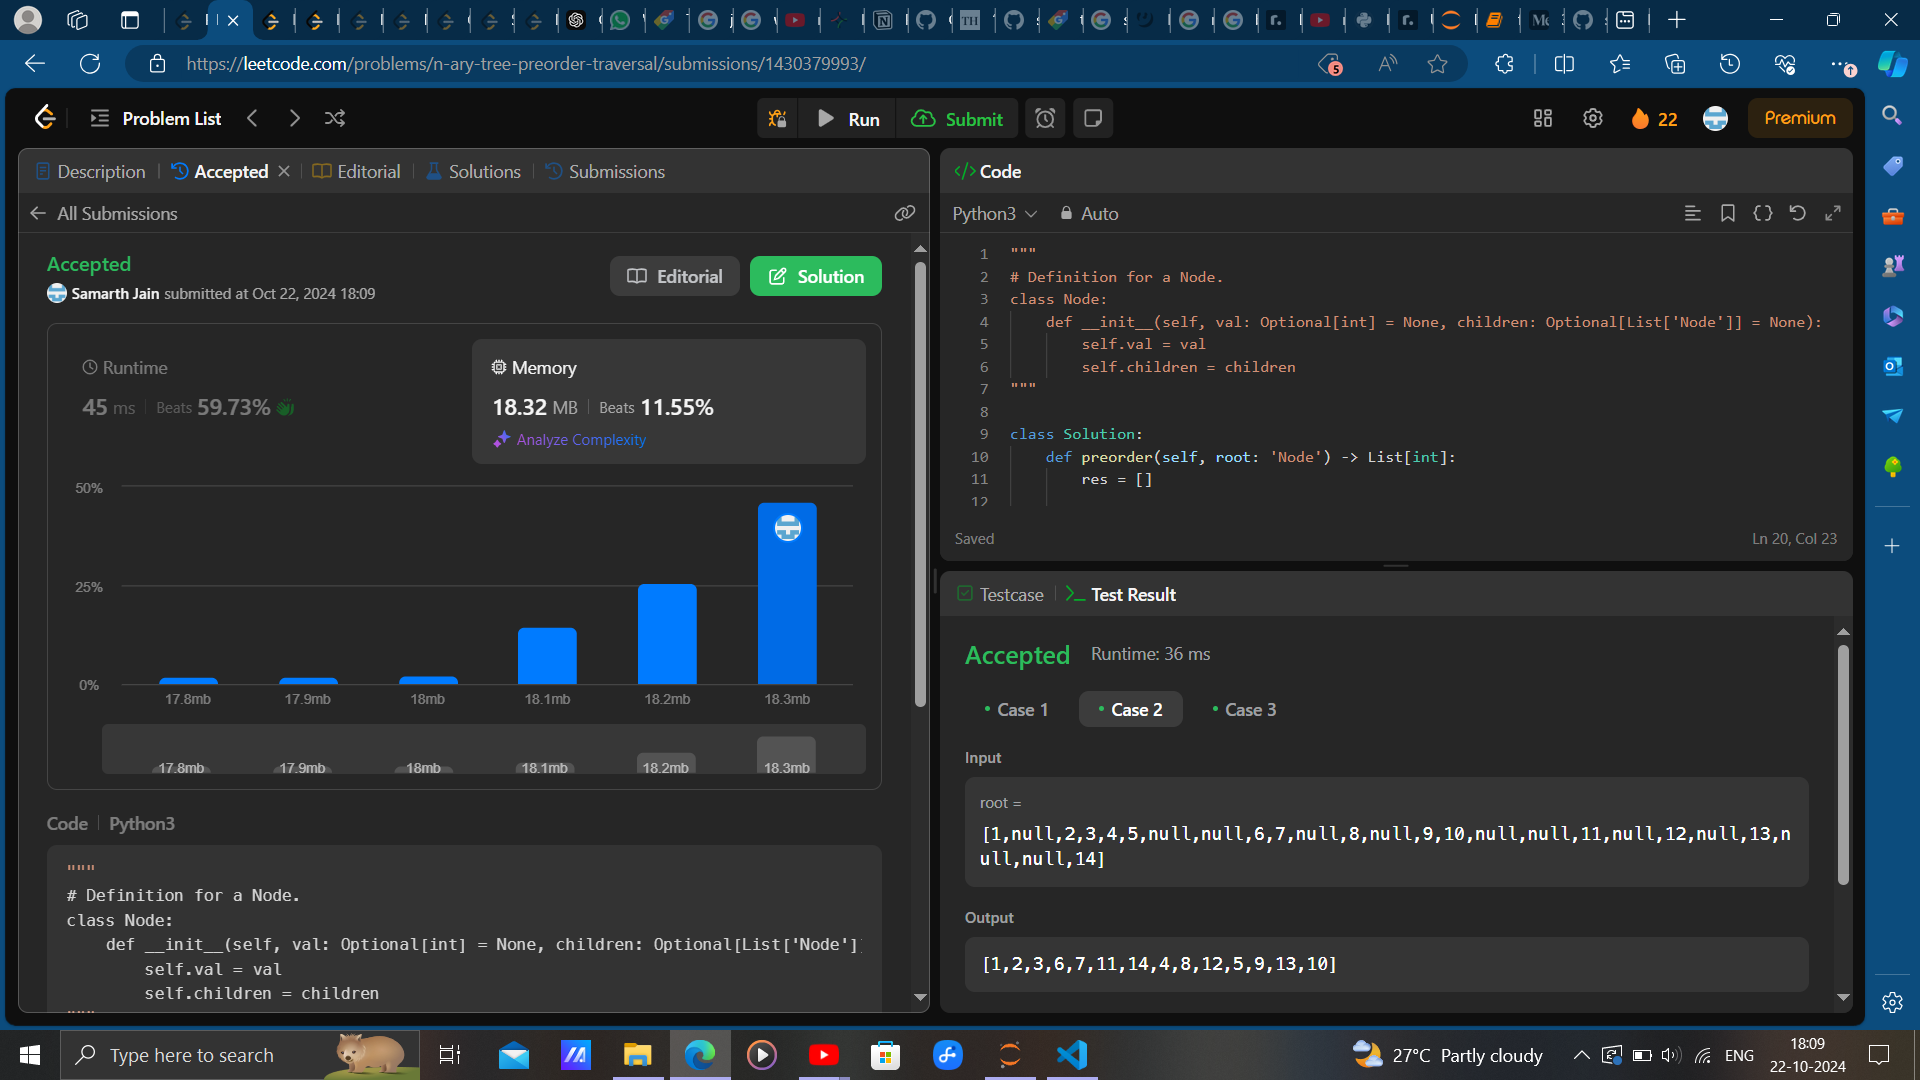 https://leetcode.com/problems/n-ary-tree-preorder-traversal/submissions/1430379993/
5
Problem List
Run
Submit
22
Premium
Description
Accepted
Editorial
Solutions
Submissions
All Submissions
Accepted
Samarth Jain submitted at Oct 22, 2024 18:09
Editorial
Solution
Runtime
45 ms
Beats 59.73%
Memory
18.32 MB
Beats 11.55%
Analyze Complexity
50%
25%
0%
17.8mb 17.9mb 18mb 18.1mb 18.2mb 18.3mb
17.8mb 17.9mb 18mb 18.1mb 18.2mb 18.3mb
Code Python3
"""
# Definition for a Node.
class Node:
def __init__(self, val: Optional[int] = None, children: Optional[List['Node']]
self.val = val
self.children = children
</> Code
Python3
Auto
1 """
2 # Definition for a Node.
3 class Node:
4 def __init__(self, val: Optional[int] = None, children: Optional[List['Node']] = None):
5 self.val = val
6 self.children = children
7 """
8
9 class Solution:
10 def preorder(self, root: 'Node') -> List[int]:
11 res = []
12
Saved
Ln 20, Col 23
Testcase
Test Result
Accepted
Runtime: 36 ms
Case 1
Case 2
Case 3
Input
root =
[1,null,2,3,4,5,null,null,6,7,null,8,null,9,10,null,null,11,null,12,null,13,n
ull,null,14]
Output
[1,2,3,6,7,11,14,4,8,12,5,9,13,10]
Type here to search
27°C Partly cloudy
ENG
18:09
22-10-2024